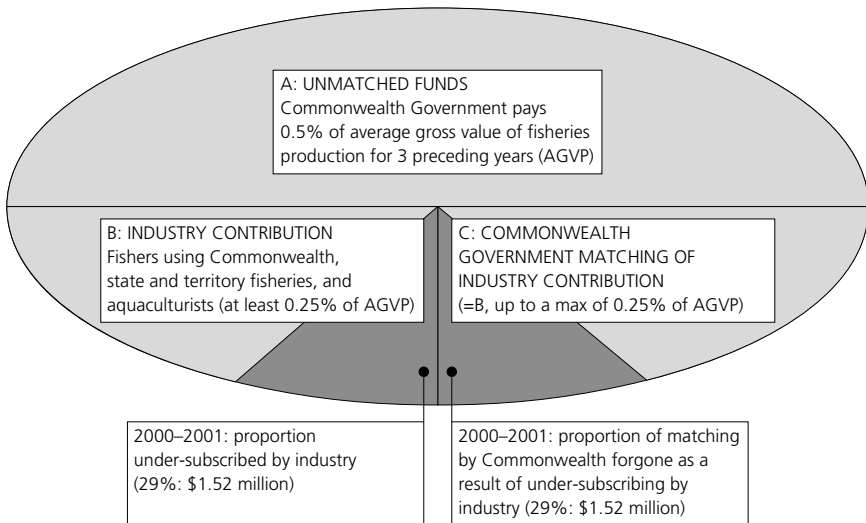 A: UNMATCHED FUNDS
Commonwealth Government pays
0.5% of average gross value of fisheries
production for 3 preceding years (AGVP)
B: INDUSTRY CONTRIBUTION
Fishers using Commonwealth,
state and territory fisheries, and
aquaculturists (at least 0.25% of AGVP)
C: COMMONWEALTH
GOVERNMENT MATCHING OF
INDUSTRY CONTRIBUTION
(=B, up to a max of 0.25% of AGVP)
2000–2001: proportion
under-subscribed by industry
(29%: $1.52 million)
2000–2001: proportion of matching
by Commonwealth forgone as a
result of under-subscribing by
industry (29%: $1.52 million)